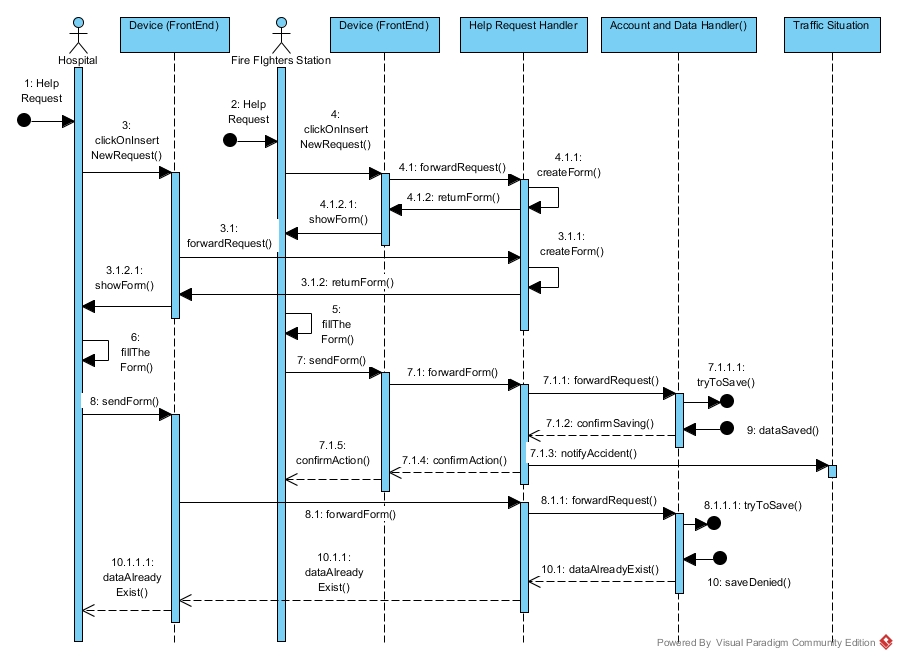 Device (FrontEnd)
Device (FrontEnd)
Help Request Handler
Account and Data Handler()
Traffic Situation
Hospital
Fire FIghters Station
1: Help
Request
2: Help
Request
3:
clickOnInsert
NewRequest()
4:
clickOnInsert
NewRequest()
4.1: forwardRequest()
4.1.1:
createForm()
4.1.2: returnForm()
4.1.2.1:
showForm()
3.1:
forwardRequest()
3.1.1:
createForm()
3.1.2: returnForm()
3.1.2.1:
showForm()
5:
fillThe
Form()
6:
fillThe
Form()
7: sendForm()
7.1: forwardForm()
7.1.1: forwardRequest()
7.1.1.1:
tryToSave()
8: sendForm()
7.1.2: confirmSaving()
9: dataSaved()
7.1.3: notifyAccident()
7.1.5:
confirmAction()
7.1.4: confirmAction()
8.1: forwardForm()
8.1.1: forwardRequest()
8.1.1.1: tryToSave()
10.1.1.1:
dataAlready
Exist()
10.1.1:
dataAlready
Exist()
10.1: dataAlreadyExist()
10: saveDenied()
Powered By Visual Paradigm Community Edition